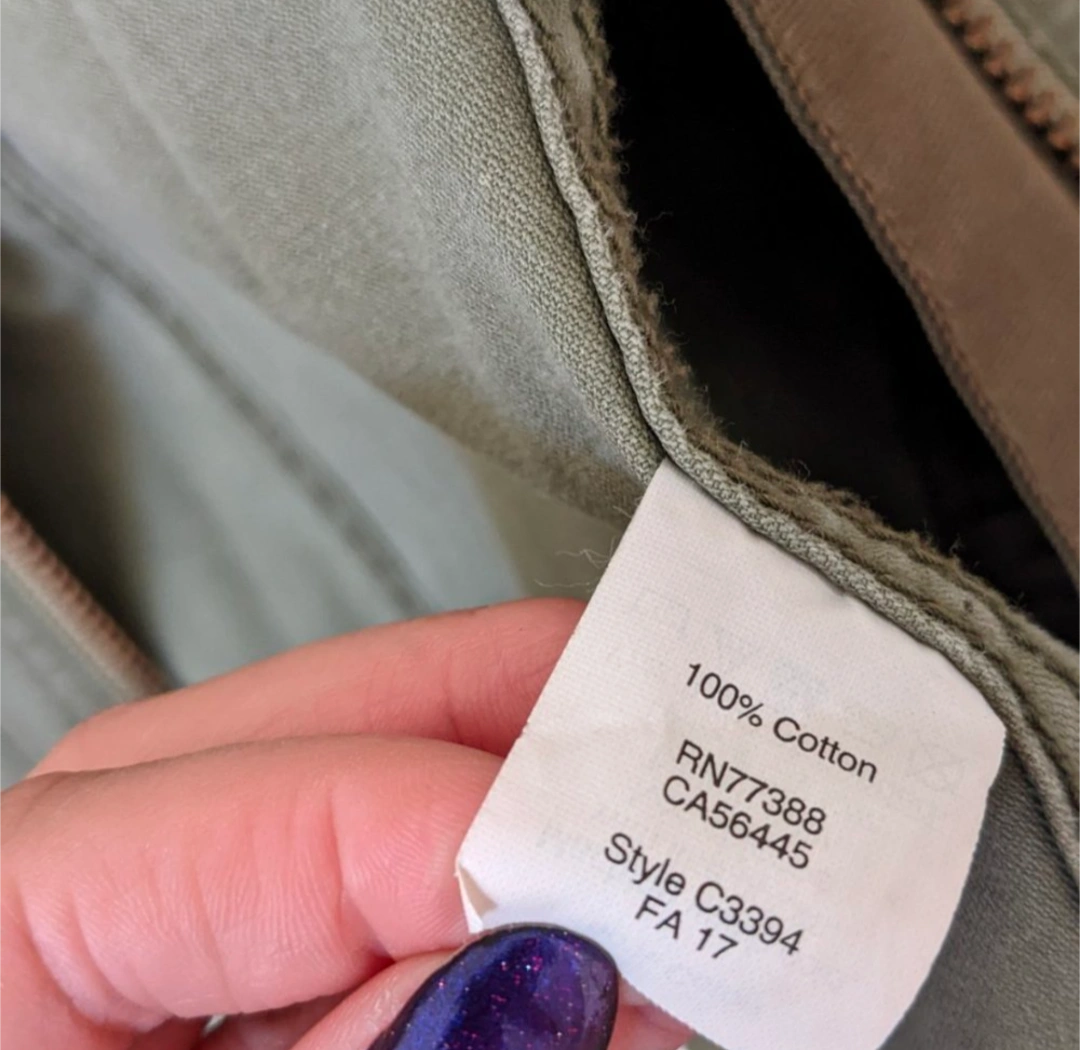 100% Cotton
RN77388
CA56445
Style C3394
FA 17